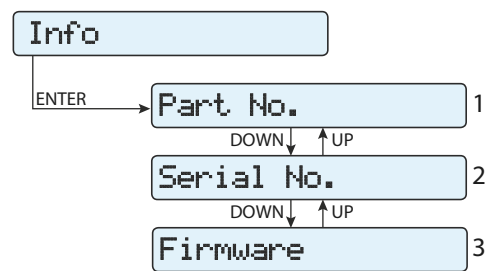 Info
ENTER
Part No. 1
DOWN UP
Serial No. 2
DOWN UP
Firmware 3